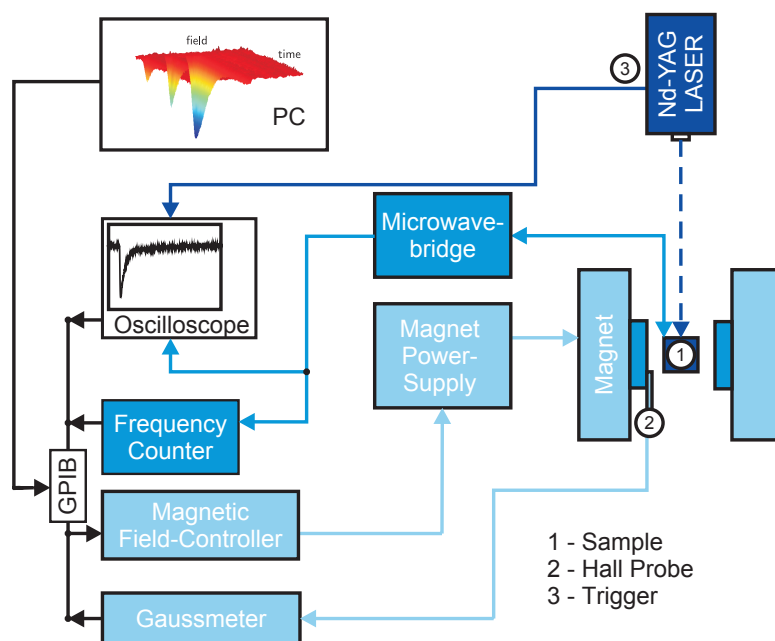 field
time
PC
3
Nd-YAG
LASER
Microwave-
bridge
Oscilloscope
Magnet
Power-
Supply
Magnet
1
2
Frequency
Counter
GPIB
Magnetic
Field-Controller
Gaussmeter
1 - Sample
2 - Hall Probe
3 - Trigger